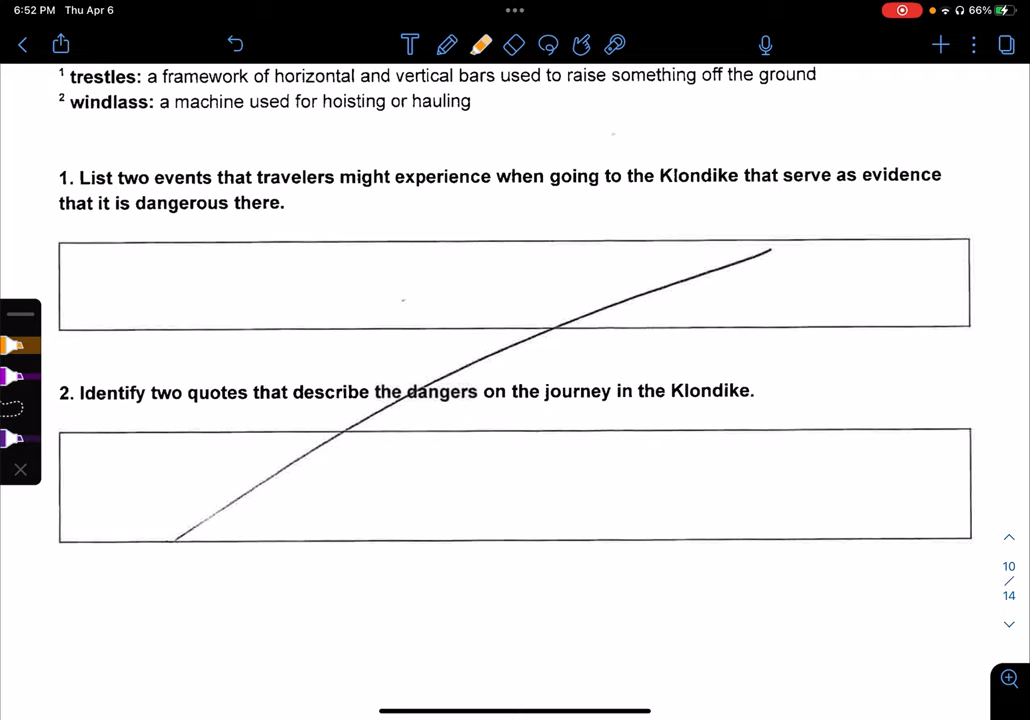 6:52 PM Thu Apr 6
66%
¹ trestles: a framework of horizontal and vertical bars used to raise something off the ground
² windlass: a machine used for hoisting or hauling
1. List two events that travelers might experience when going to the Klondike that serve as evidence
that it is dangerous there.
2. Identify two quotes that describe the dangers on the journey in the Klondike.
10
/
14